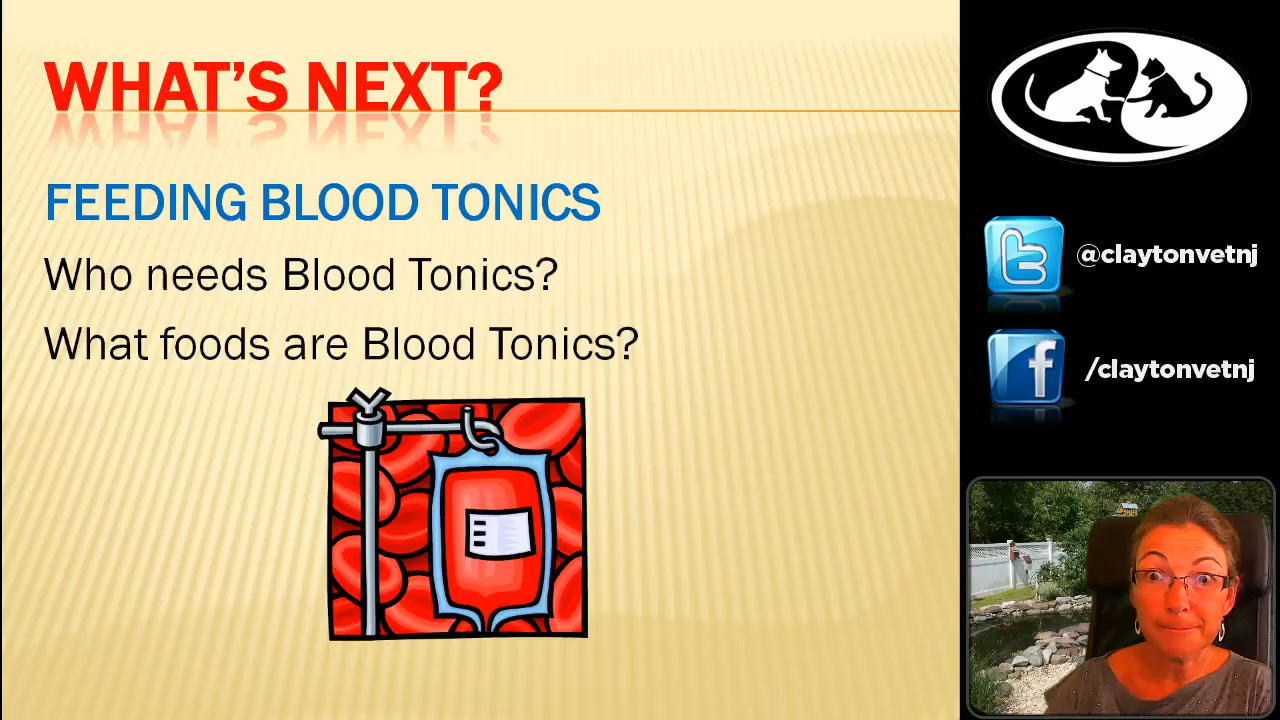 WHAT’S NEXT?
FEEDING BLOOD TONICS
Who needs Blood Tonics?
What foods are Blood Tonics?
@claytonvetnj
/claytonvetnj